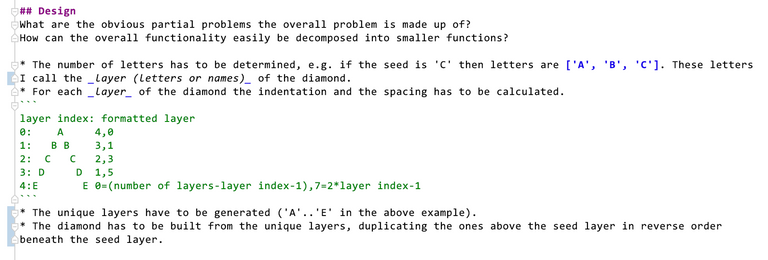 ## Design
What are the obvious partial problems the overall problem is made up of?
How can the overall functionality easily be decomposed into smaller functions?

* The number of letters has to be determined, e.g. if the seed is 'C' then letters are ['A', 'B', 'C']. These letters
I call the _layer (letters or names)_ of the diamond.
* For each _layer_ of the diamond the indentation and the spacing has to be calculated.
```
layer index: formatted layer
0:    A     4,0
1:   B B    3,1
2:  C   C   2,3
3: D     D  1,5
4:E       E 0=(number of layers-layer index-1),7=2*layer index-1
```
* The unique layers have to be generated ('A'..'E' in the above example).
* The diamond has to be built from the unique layers, duplicating the ones above the seed layer in reverse order
beneath the seed layer.